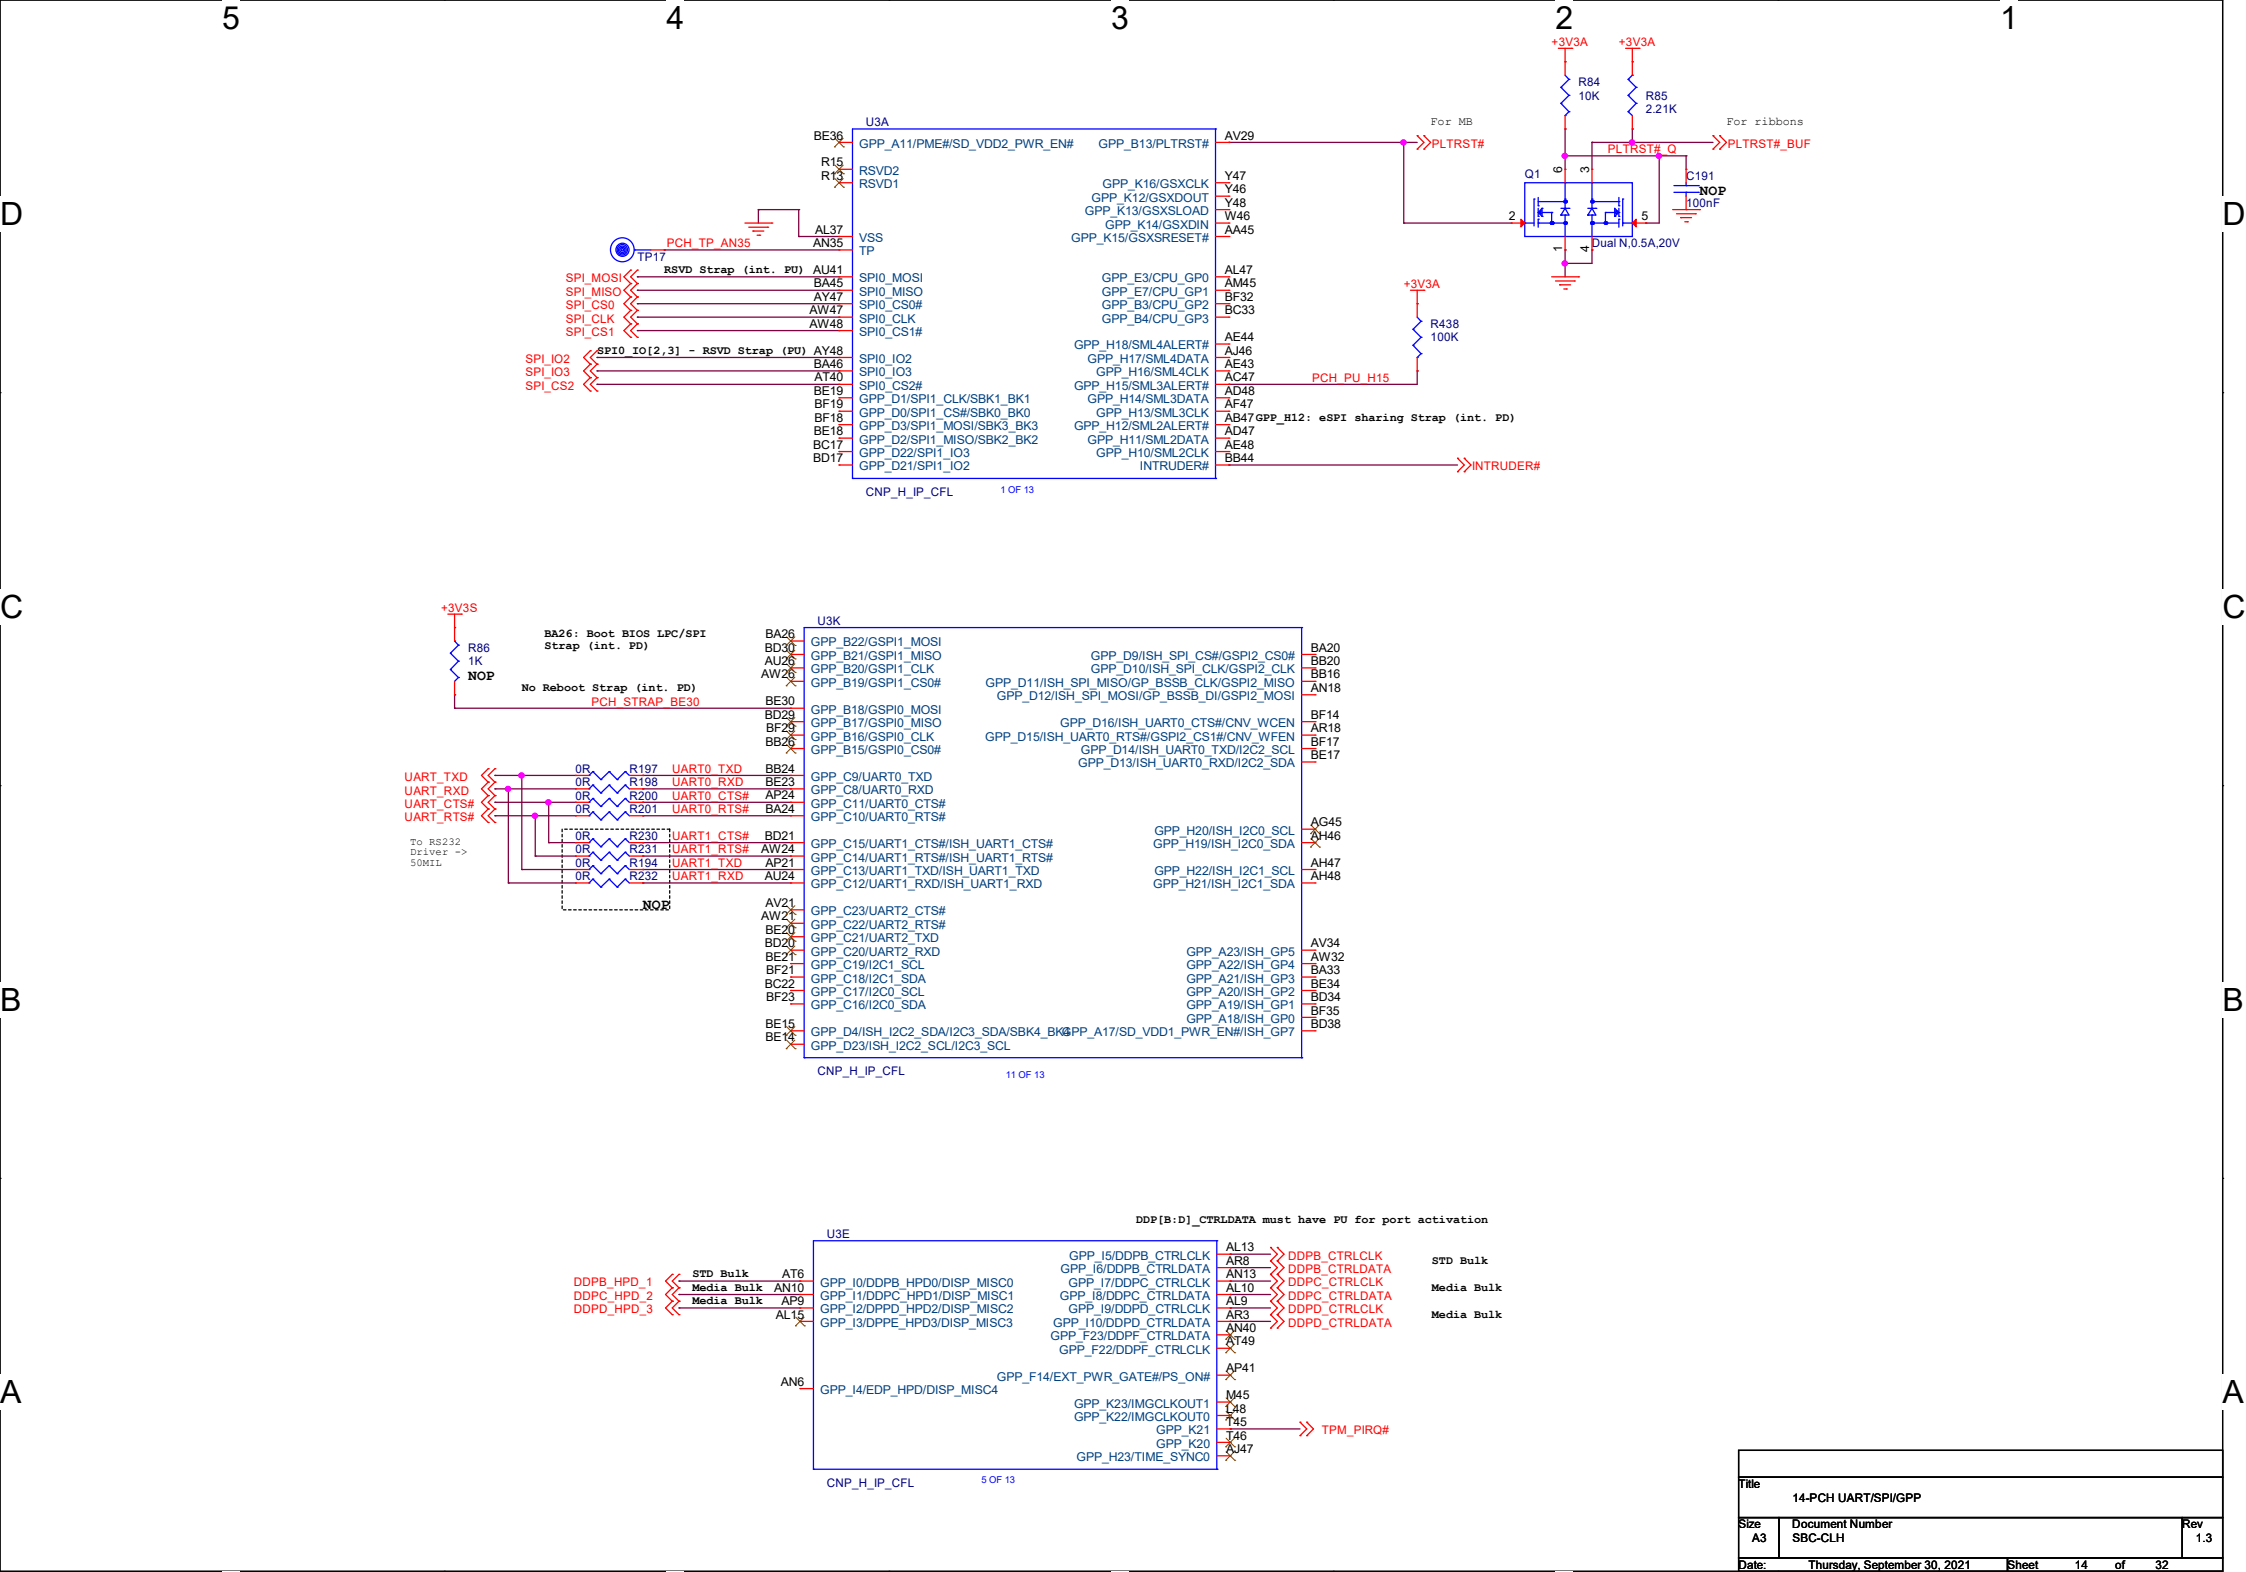 5 4 3 2 1
D
C
B
A
D
C
B
A
+3V3A
+3V3A
R84
10K
R85
2.21K
For MB
PLTRST#
For ribbons
PLTRST#_BUF
PLTRST#_Q
Q1
6
3
2
5
1
4
Dual N,0.5A,20V
C191
NOP
100nF
U3A
BE36 GPP_A11/PME#/SD_VDD2_PWR_EN#
R15 RSVD2
R13 RSVD1
AL37 VSS
TP17 PCH_TP_AN35 AN35 TP
SPI_MOSI RSVD Strap (int. PU) AU41 SPI0_MOSI
SPI_MISO BA45 SPI0_MISO
SPI_CS0 AY47 SPI0_CS0#
SPI_CLK AW47 SPI0_CLK
SPI_CS1 AW48 SPI0_CS1#
SPI_IO2 SPI0_IO[2,3] - RSVD Strap (PU) AY48 SPI0_IO2
SPI_IO3 BA46 SPI0_IO3
SPI_CS2 AT40 SPI0_CS2#
BE19 GPP_D1/SPI1_CLK/SBK1_BK1
BF19 GPP_D0/SPI1_CS#/SBK0_BK0
BF18 GPP_D3/SPI1_MOSI/SBK3_BK3
BE18 GPP_D2/SPI1_MISO/SBK2_BK2
BC17 GPP_D22/SPI1_IO3
BD17 GPP_D21/SPI1_IO2
GPP_B13/PLTRST# AV29
GPP_K16/GSXCLK Y47
GPP_K12/GSXDOUT Y46
GPP_K13/GSXSLOAD Y48
GPP_K14/GSXDIN W46
GPP_K15/GSXSRESET# AA45
GPP_E3/CPU_GP0 AL47
GPP_E7/CPU_GP1 AM45
GPP_B3/CPU_GP2 BF32
GPP_B4/CPU_GP3 BC33
GPP_H18/SML4ALERT# AE44
GPP_H17/SML4DATA AJ46
GPP_H16/SML4CLK AE43
GPP_H15/SML3ALERT# AC47 PCH_PU_H15
GPP_H14/SML3DATA AD48
GPP_H13/SML3CLK AF47
GPP_H12/SML2ALERT# AB47 GPP_H12: eSPI sharing Strap (int. PD)
GPP_H11/SML2DATA AD47
GPP_H10/SML2CLK AE48
INTRUDER# BB44 INTRUDER#
+3V3A
R438
100K
CNP_H_IP_CFL
1 OF 13
+3V3S
R86
1K
NOP
BA26: Boot BIOS LPC/SPI
Strap (int. PD)
No Reboot Strap (int. PD)
PCH_STRAP_BE30
U3K
BA26 GPP_B22/GSPI1_MOSI
BD30 GPP_B21/GSPI1_MISO
AU26 GPP_B20/GSPI1_CLK
AW26 GPP_B19/GSPI1_CS0#
BE30 GPP_B18/GSPI0_MOSI
BD29 GPP_B17/GSPI0_MISO
BF29 GPP_B16/GSPI0_CLK
BB26 GPP_B15/GSPI0_CS0#
UART_TXD 0R R197 UART0_TXD BB24 GPP_C9/UART0_TXD
UART_RXD 0R R198 UART0_RXD BE23 GPP_C8/UART0_RXD
UART_CTS# 0R R200 UART0_CTS# AP24 GPP_C11/UART0_CTS#
UART_RTS# 0R R201 UART0_RTS# BA24 GPP_C10/UART0_RTS#
To RS232
Driver ->
50MIL
0R R230 UART1_CTS# BD21 GPP_C15/UART1_CTS#/ISH_UART1_CTS#
0R R231 UART1_RTS# AW24 GPP_C14/UART1_RTS#/ISH_UART1_RTS#
0R R194 UART1_TXD AP21 GPP_C13/UART1_TXD/ISH_UART1_TXD
0R R232 UART1_RXD AU24 GPP_C12/UART1_RXD/ISH_UART1_RXD
NOP
AV21 GPP_C23/UART2_CTS#
AW21 GPP_C22/UART2_RTS#
BE20 GPP_C21/UART2_TXD
BD20 GPP_C20/UART2_RXD
BE21 GPP_C19/I2C1_SCL
BF21 GPP_C18/I2C1_SDA
BC22 GPP_C17/I2C0_SCL
BF23 GPP_C16/I2C0_SDA
BE15 GPP_D4/ISH_I2C2_SDA/I2C3_SDA/SBK4_BK4
BE14 GPP_D23/ISH_I2C2_SCL/I2C3_SCL
GPP_D9/ISH_SPI_CS#/GSPI2_CS0# BA20
GPP_D10/ISH_SPI_CLK/GSPI2_CLK BB20
GPP_D11/ISH_SPI_MISO/GP_BSSB_CLK/GSPI2_MISO BB16
GPP_D12/ISH_SPI_MOSI/GP_BSSB_DI/GSPI2_MOSI AN18
GPP_D16/ISH_UART0_CTS#/CNV_WCEN BF14
GPP_D15/ISH_UART0_RTS#/GSPI2_CS1#/CNV_WFEN AR18
GPP_D14/ISH_UART0_TXD/I2C2_SCL BF17
GPP_D13/ISH_UART0_RXD/I2C2_SDA BE17
GPP_H20/ISH_I2C0_SCL AG45
GPP_H19/ISH_I2C0_SDA AH46
GPP_H22/ISH_I2C1_SCL AH47
GPP_H21/ISH_I2C1_SDA AH48
GPP_A23/ISH_GP5 AV34
GPP_A22/ISH_GP4 AW32
GPP_A21/ISH_GP3 BA33
GPP_A20/ISH_GP2 BE34
GPP_A19/ISH_GP1 BD34
GPP_A18/ISH_GP0 BF35
GPP_A17/SD_VDD1_PWR_EN#/ISH_GP7 BD38
CNP_H_IP_CFL
11 OF 13
DDP[B:D]_CTRLDATA must have PU for port activation
U3E
DDPB_HPD_1 STD Bulk AT6 GPP_I0/DDPB_HPD0/DISP_MISC0
DDPC_HPD_2 Media Bulk AN10 GPP_I1/DDPC_HPD1/DISP_MISC1
DDPD_HPD_3 Media Bulk AP9 GPP_I2/DPPD_HPD2/DISP_MISC2
AL15 GPP_I3/DPPE_HPD3/DISP_MISC3
AN6 GPP_I4/EDP_HPD/DISP_MISC4
GPP_I5/DDPB_CTRLCLK AL13 DDPB_CTRLCLK STD Bulk
GPP_I6/DDPB_CTRLDATA AR8 DDPB_CTRLDATA
GPP_I7/DDPC_CTRLCLK AN13 DDPC_CTRLCLK Media Bulk
GPP_I8/DDPC_CTRLDATA AL10 DDPC_CTRLDATA
GPP_I9/DDPD_CTRLCLK AL9 DDPD_CTRLCLK Media Bulk
GPP_I10/DDPD_CTRLDATA AR3 DDPD_CTRLDATA
GPP_F23/DDPF_CTRLDATA AN40
GPP_F22/DDPF_CTRLCLK AT49
GPP_F14/EXT_PWR_GATE#/PS_ON# AP41
GPP_K23/IMGCLKOUT1 M45
GPP_K22/IMGCLKOUT0 L48
GPP_K21 T45 TPM_PIRQ#
GPP_K20 T46
GPP_H23/TIME_SYNC0 AJ47
CNP_H_IP_CFL
5 OF 13
Title
14-PCH UART/SPI/GPP
Size Document Number Rev
A3 SBC-CLH 1.3
Date: Thursday, September 30, 2021 Sheet 14 of 32